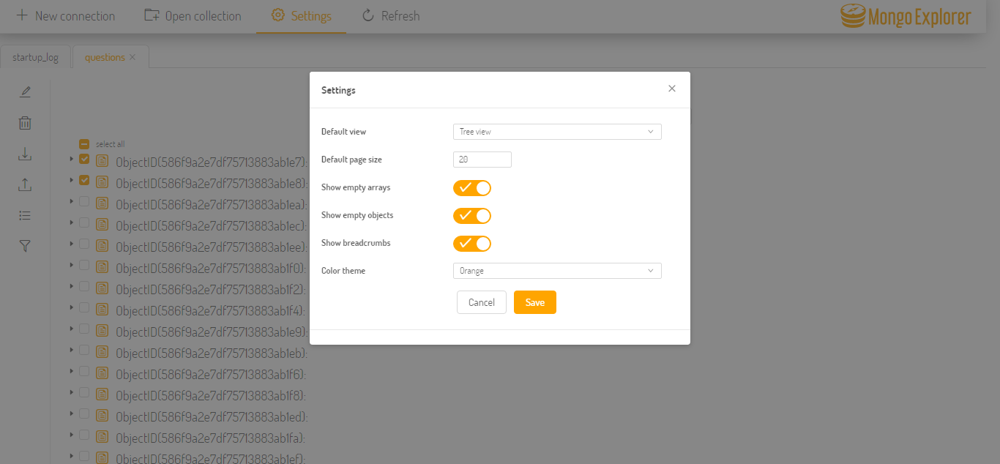 New connection Open collection Settings Refresh Mongo Explorer
startup_log questions
Settings
Default view Tree view
Default page size 20
Show empty arrays
Show empty objects
Show breadcrumbs
Color theme Orange
Cancel Save
select all
ObjectID(586f9a2e7df75713883ab1e7):
ObjectID(586f9a2e7df75713883ab1e8):
ObjectID(586f9a2e7df75713883ab1ea):
ObjectID(586f9a2e7df75713883ab1ec):
ObjectID(586f9a2e7df75713883ab1ee):
ObjectID(586f9a2e7df75713883ab1f0):
ObjectID(586f9a2e7df75713883ab1f2):
ObjectID(586f9a2e7df75713883ab1f4):
ObjectID(586f9a2e7df75713883ab1e9):
ObjectID(586f9a2e7df75713883ab1eb):
ObjectID(586f9a2e7df75713883ab1f6):
ObjectID(586f9a2e7df75713883ab1f8):
ObjectID(586f9a2e7df75713883ab1ed):
ObjectID(586f9a2e7df75713883ab1fa):
ObjectID(586f9a2e7df75713883ab1ef):